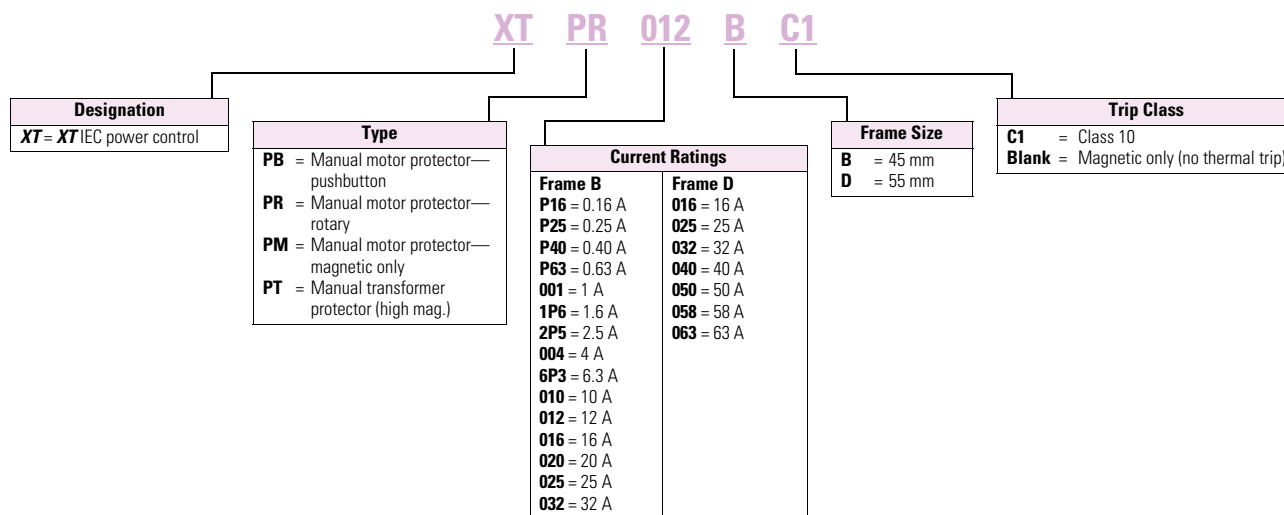 XT PR 012 B C1
Designation
XT = XT IEC power control
Type
PB = Manual motor protector—
pushbutton
PR = Manual motor protector—
rotary
PM = Manual motor protector—
magnetic only
PT = Manual transformer
protector (high mag.)
Current Ratings
Frame B
P16 = 0.16 A
P25 = 0.25 A
P40 = 0.40 A
P63 = 0.63 A
001 = 1 A
1P6 = 1.6 A
2P5 = 2.5 A
004 = 4 A
6P3 = 6.3 A
010 = 10 A
012 = 12 A
016 = 16 A
020 = 20 A
025 = 25 A
032 = 32 A
Frame D
016 = 16 A
025 = 25 A
032 = 32 A
040 = 40 A
050 = 50 A
058 = 58 A
063 = 63 A
Frame Size
B = 45 mm
D = 55 mm
Trip Class
C1 = Class 10
Blank = Magnetic only (no thermal trip)